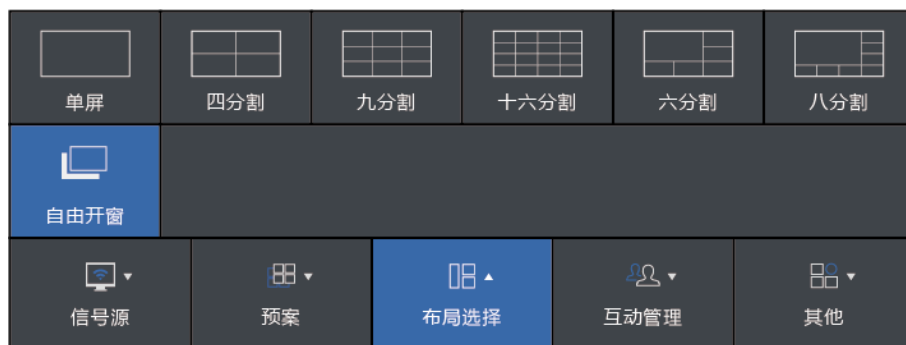 单屏 四分割 九分割 十六分割 六分割 八分割
自由开窗
信号源 预案 布局选择 互动管理 其他